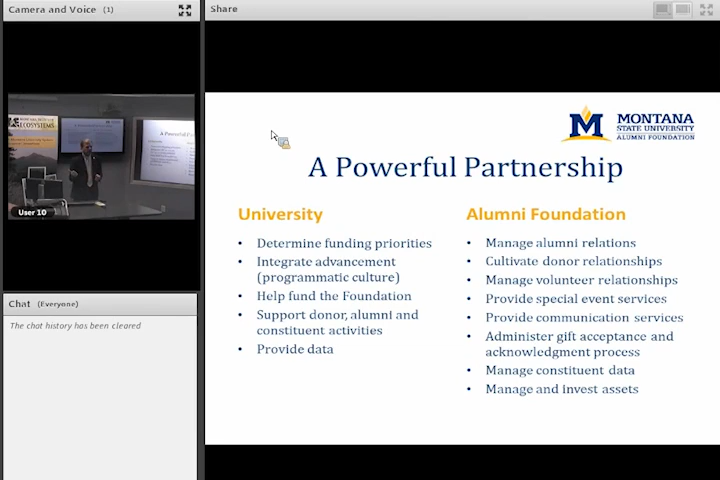 Camera and Voice (1)
Share
ECOSYSTEMS
User 10
Chat (Everyone)
The chat history has been cleared
M MONTANA
STATE UNIVERSITY
ALUMNI FOUNDATION
A Powerful Partnership
University
• Determine funding priorities
• Integrate advancement
(programmatic culture)
• Help fund the Foundation
• Support donor, alumni and
constituent activities
• Provide data
Alumni Foundation
• Manage alumni relations
• Cultivate donor relationships
• Manage volunteer relationships
• Provide special event services
• Provide communication services
• Administer gift acceptance and
acknowledgment process
• Manage constituent data
• Manage and invest assets